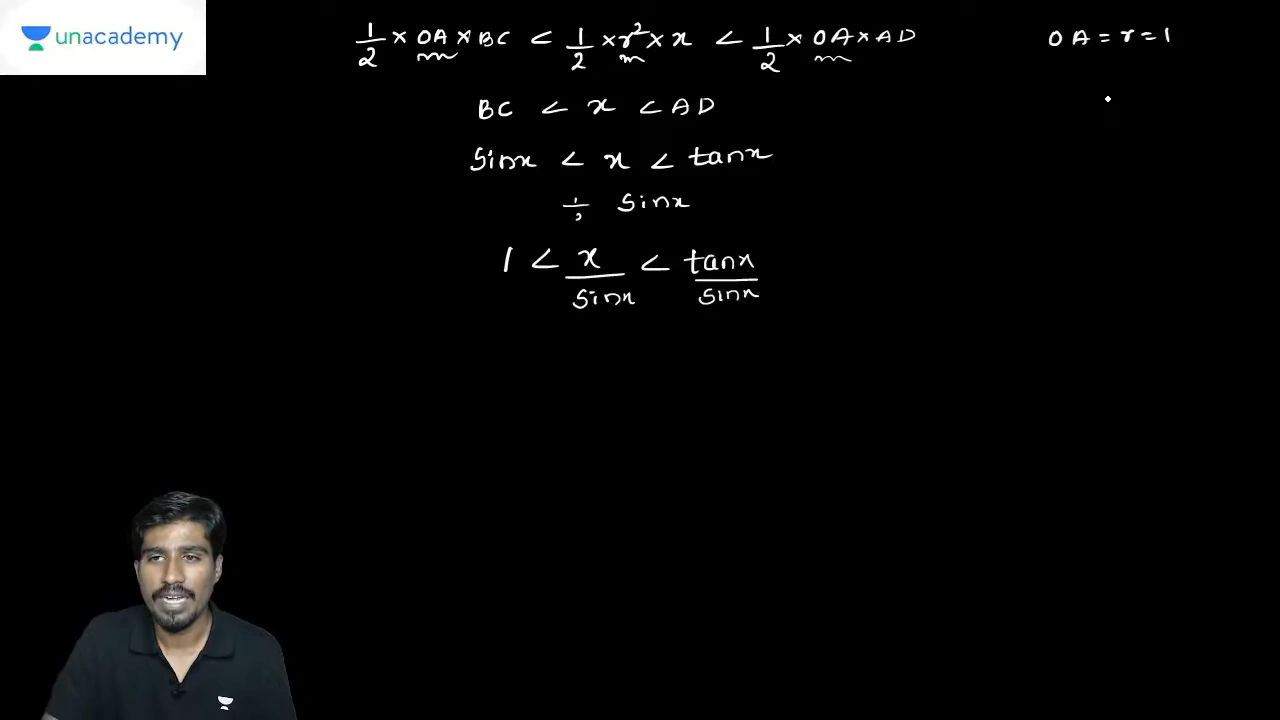 unacademy
1/2 × OA × BC < 1/2 × r² × x < 1/2 × OA × AD OA = r = 1
BC < x < AD
sinx < x < tanx
÷ sinx
1 < x/sinx < tanx/sinx